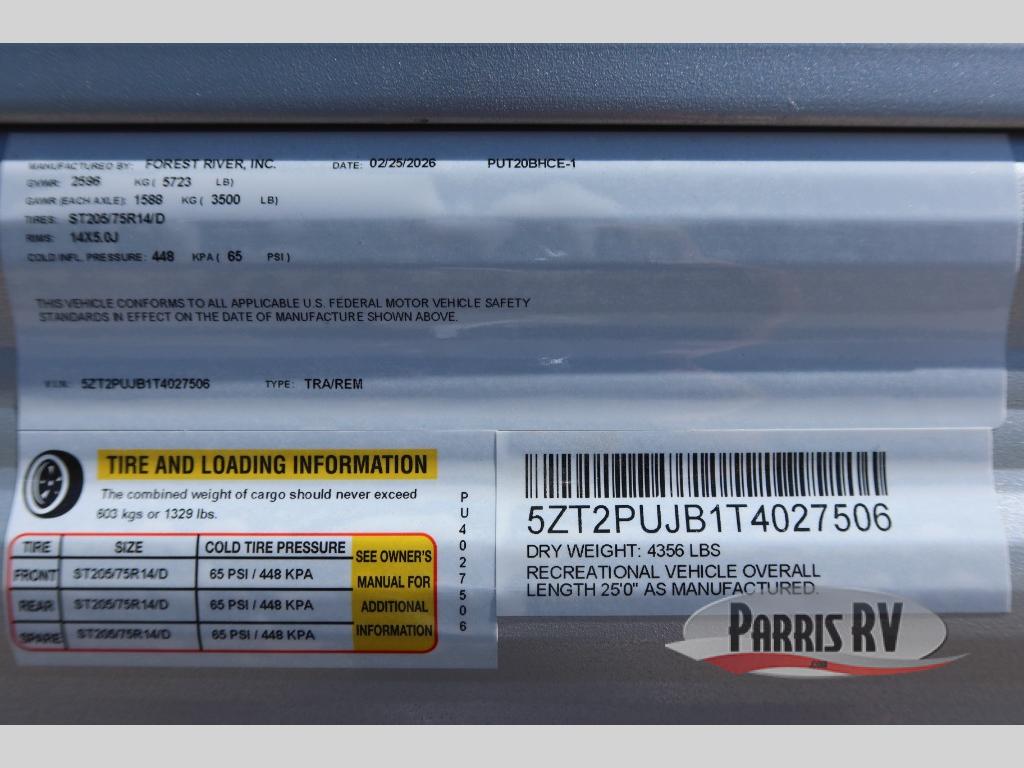 MANUFACTURED BY: FOREST RIVER, INC. DATE: 02/25/2026 PUT20BHCE-1
GVWR: 2596 KG ( 5723 LB)
GAWR (EACH AXLE): 1588 KG ( 3500 LB)
TIRES: ST205/75R14/D
RIMS: 14X5.0J
COLD INFL. PRESSURE: 448 KPA ( 65 PSI )
THIS VEHICLE CONFORMS TO ALL APPLICABLE U.S. FEDERAL MOTOR VEHICLE SAFETY
STANDARDS IN EFFECT ON THE DATE OF MANUFACTURE SHOWN ABOVE.
V.I.N.: 5ZT2PUJB1T4027506 TYPE: TRA/REM
TIRE AND LOADING INFORMATION
The combined weight of cargo should never exceed
603 kgs or 1329 lbs.
TIRE SIZE COLD TIRE PRESSURE
FRONT ST205/75R14/D 65 PSI / 448 KPA
REAR ST205/75R14/D 65 PSI / 448 KPA
SPARE ST205/75R14/D 65 PSI / 448 KPA
SEE OWNER'S
MANUAL FOR
ADDITIONAL
INFORMATION
PU4027506
5ZT2PUJB1T4027506
DRY WEIGHT: 4356 LBS
RECREATIONAL VEHICLE OVERALL
LENGTH 25'0" AS MANUFACTURED.
PARRIS RV
.com